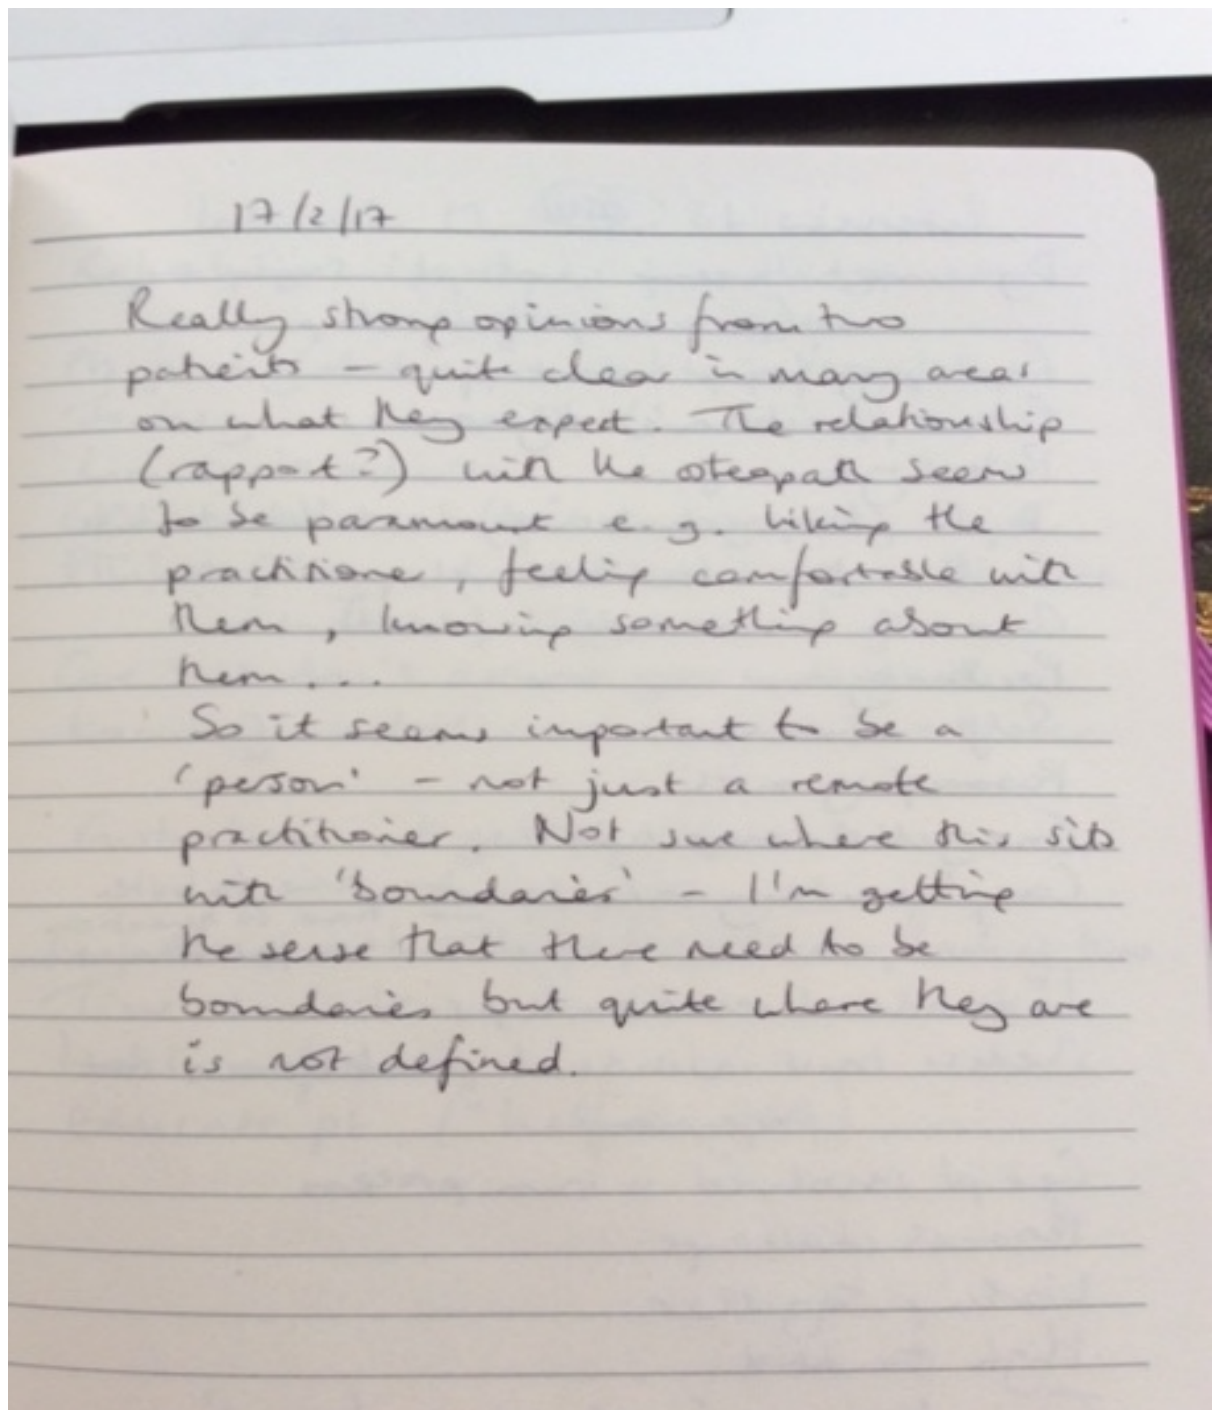 17/2/17
Really strong opinions from two
patients – quite clear in many areas
on what they expect. The relationship
(rapport?) with the osteopath seems
to be paramount e.g. liking the
practitioner, feeling comfortable with
them, knowing something about
them...
So it seems important to be a
'person' – not just a remote
practitioner. Not sure where this sits
with 'boundaries' – I'm getting
the sense that there need to be
boundaries but quite where they are
is not defined.